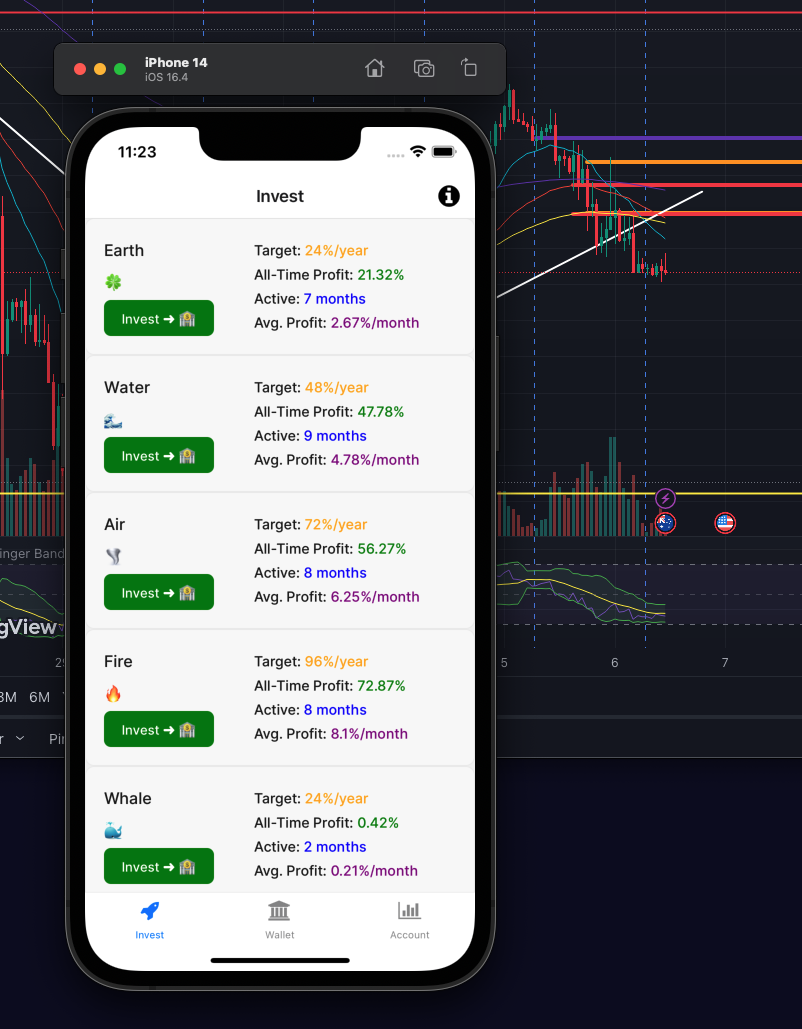 iPhone 14
iOS 16.4
11:23
Invest
Earth
Target: 24%/year
All-Time Profit: 21.32%
Active: 7 months
Avg. Profit: 2.67%/month
Invest ➜
Water
Target: 48%/year
All-Time Profit: 47.78%
Active: 9 months
Avg. Profit: 4.78%/month
Invest ➜
Air
Target: 72%/year
All-Time Profit: 56.27%
Active: 8 months
Avg. Profit: 6.25%/month
Invest ➜
Fire
Target: 96%/year
All-Time Profit: 72.87%
Active: 8 months
Avg. Profit: 8.1%/month
Invest ➜
Whale
Target: 24%/year
All-Time Profit: 0.42%
Active: 2 months
Avg. Profit: 0.21%/month
Invest ➜
Invest
Wallet
Account
inger Band
gView
5
6
7
3M 6M
r
Pi